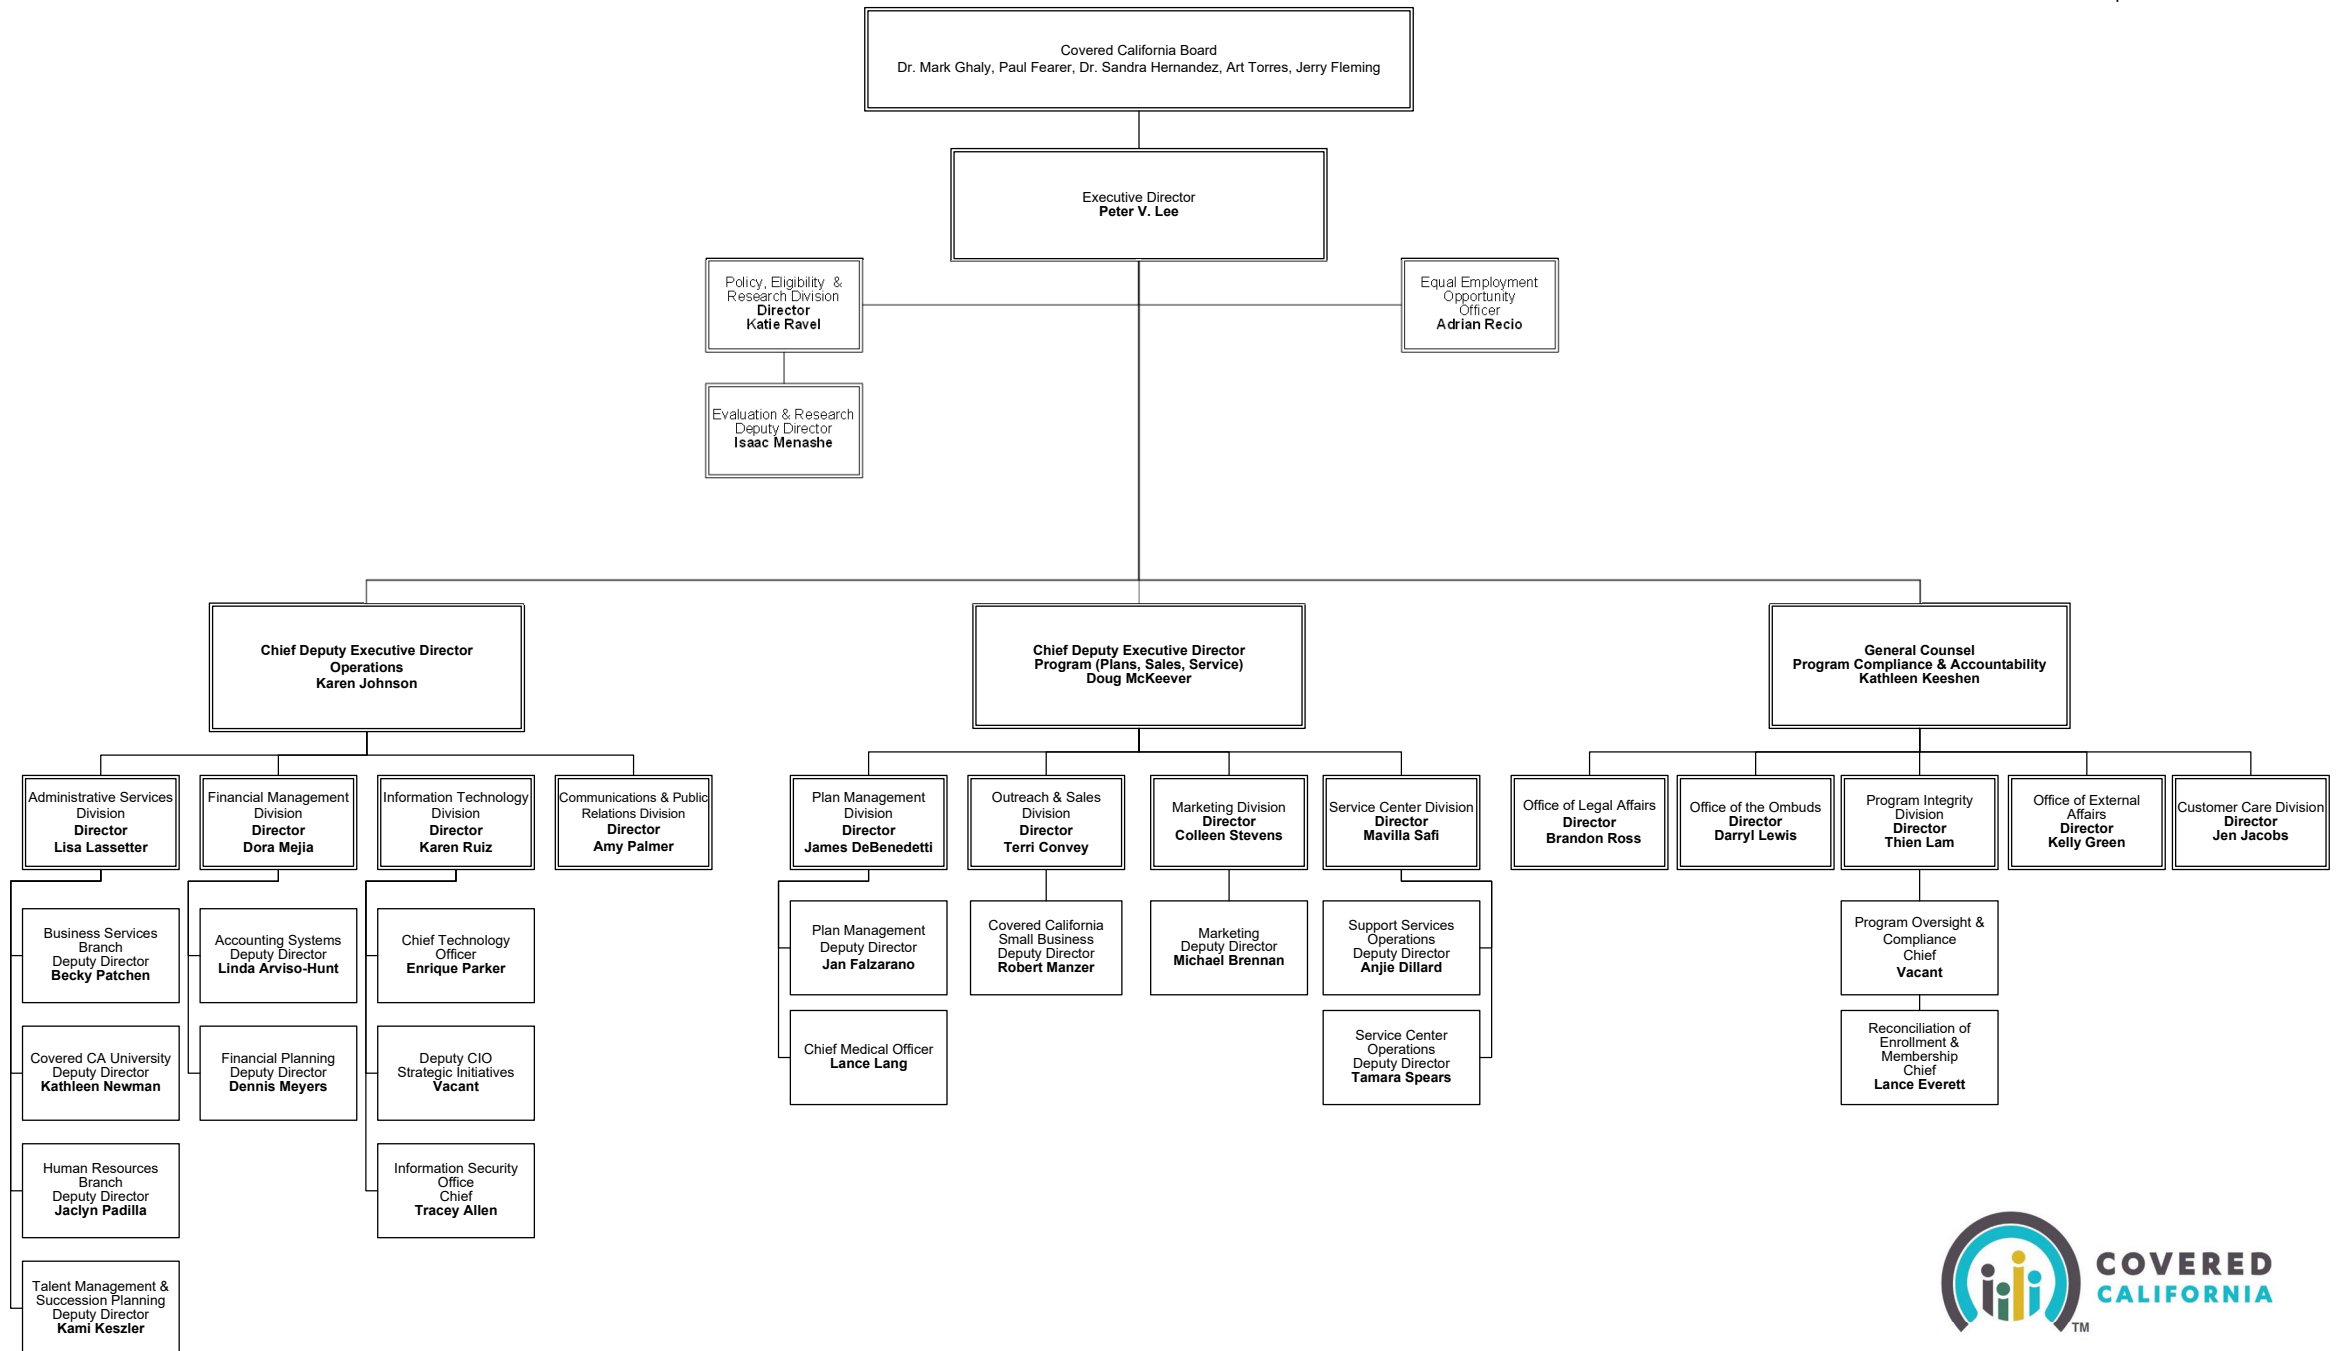 Covered California Board
Dr. Mark Ghaly, Paul Fearer, Dr. Sandra Hernandez, Art Torres, Jerry Fleming
Executive Director
Peter V. Lee
Policy, Eligibility &
Research Division
Director
Katie Ravel
Equal Employment
Opportunity
Officer
Adrian Recio
Evaluation & Research
Deputy Director
Isaac Menashe
Chief Deputy Executive Director
Operations
Karen Johnson
Chief Deputy Executive Director
Program (Plans, Sales, Service)
Doug McKeever
General Counsel
Program Compliance & Accountability
Kathleen Keeshen
Administrative Services
Division
Director
Lisa Lassetter
Financial Management
Division
Director
Dora Mejia
Information Technology
Division
Director
Karen Ruiz
Communications & Public
Relations Division
Director
Amy Palmer
Plan Management
Division
Director
James DeBenedetti
Outreach & Sales
Division
Director
Terri Convey
Marketing Division
Director
Colleen Stevens
Service Center Division
Director
Mavilla Safi
Office of Legal Affairs
Director
Brandon Ross
Office of the Ombuds
Director
Darryl Lewis
Program Integrity
Division
Director
Thien Lam
Office of External
Affairs
Director
Kelly Green
Customer Care Division
Director
Jen Jacobs
Business Services
Branch
Deputy Director
Becky Patchen
Accounting Systems
Deputy Director
Linda Arviso-Hunt
Chief Technology
Officer
Enrique Parker
Plan Management
Deputy Director
Jan Falzarano
Covered California
Small Business
Deputy Director
Robert Manzer
Marketing
Deputy Director
Michael Brennan
Support Services
Operations
Deputy Director
Anjie Dillard
Program Oversight &
Compliance
Chief
Vacant
Covered CA University
Deputy Director
Kathleen Newman
Financial Planning
Deputy Director
Dennis Meyers
Deputy CIO
Strategic Initiatives
Vacant
Chief Medical Officer
Lance Lang
Service Center
Operations
Deputy Director
Tamara Spears
Reconciliation of
Enrollment &
Membership
Chief
Lance Everett
Human Resources
Branch
Deputy Director
Jaclyn Padilla
Information Security
Office
Chief
Tracey Allen
Talent Management &
Succession Planning
Deputy Director
Kami Keszler
COVERED
CALIFORNIA
TM